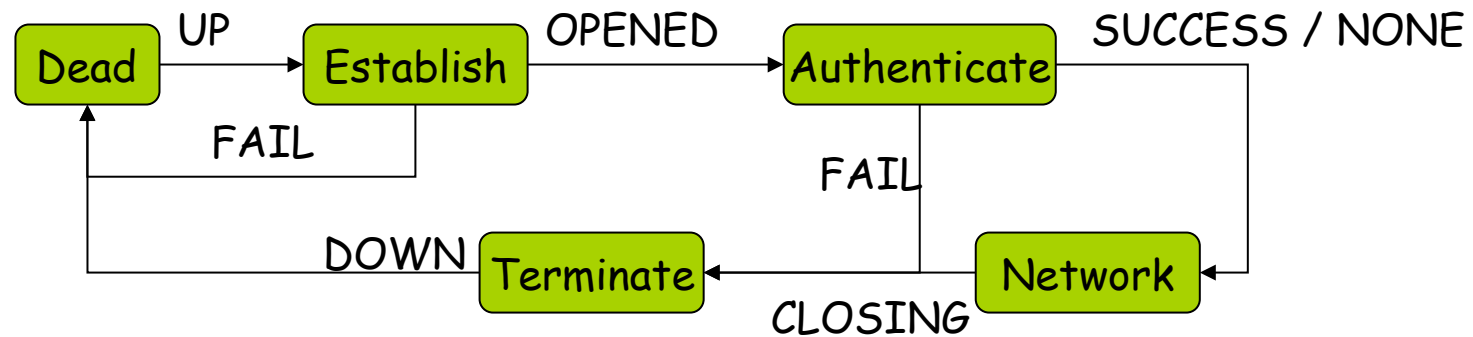 UP
OPENED
SUCCESS / NONE
Dead
Establish
Authenticate
FAIL
FAIL
DOWN
Terminate
Network
CLOSING